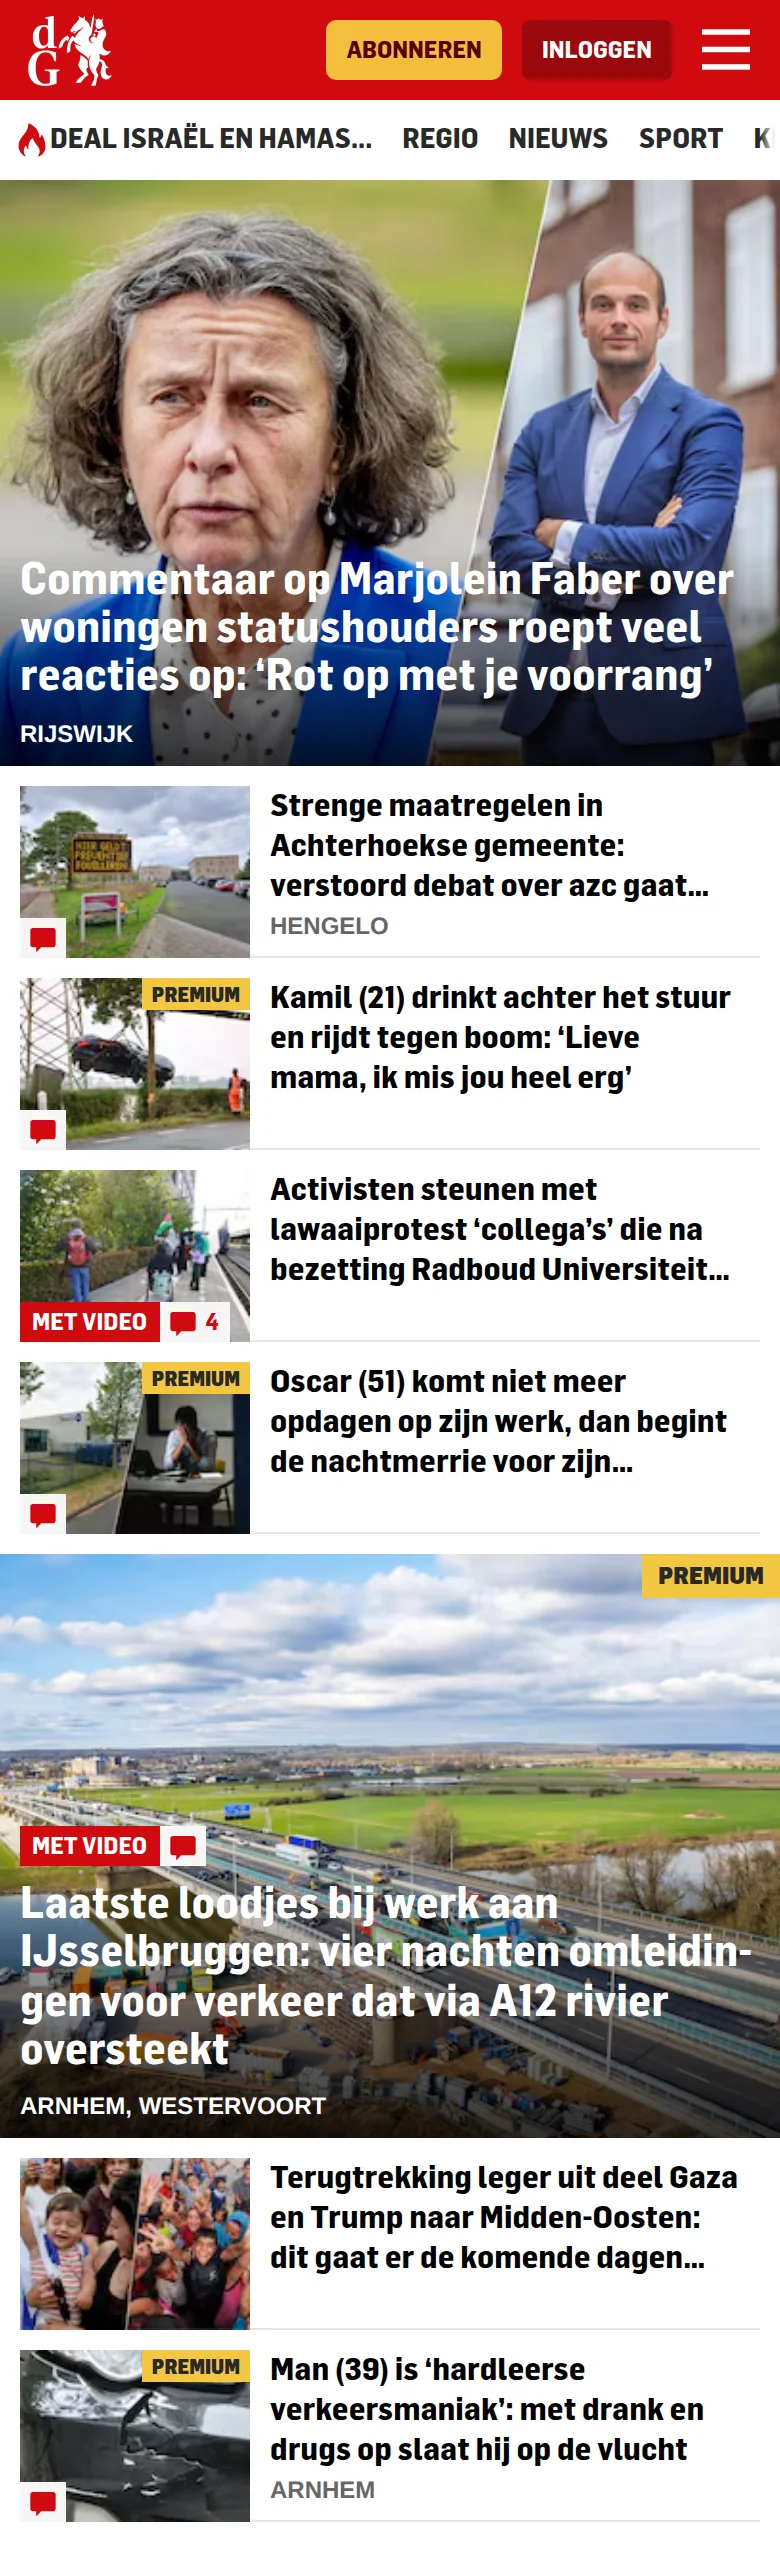 dG
ABONNEREN
INLOGGEN
DEAL ISRAËL EN HAMAS...
REGIO
NIEUWS
SPORT
K
Commentaar op Marjolein Faber over
woningen statushouders roept veel
reacties op: ‘Rot op met je voorrang’
RIJSWIJK
HIER GELDT
PREVENTIEF
FOUILLEREN
Strenge maatregelen in
Achterhoekse gemeente:
verstoord debat over azc gaat...
HENGELO
PREMIUM
Kamil (21) drinkt achter het stuur
en rijdt tegen boom: ‘Lieve
mama, ik mis jou heel erg’
Activisten steunen met
lawaaiprotest ‘collega’s’ die na
bezetting Radboud Universiteit...
MET VIDEO
4
PREMIUM
Oscar (51) komt niet meer
opdagen op zijn werk, dan begint
de nachtmerrie voor zijn...
PREMIUM
MET VIDEO
Laatste loodjes bij werk aan
IJsselbruggen: vier nachten omleidin-
gen voor verkeer dat via A12 rivier
oversteekt
ARNHEM, WESTERVOORT
Terugtrekking leger uit deel Gaza
en Trump naar Midden-Oosten:
dit gaat er de komende dagen...
PREMIUM
Man (39) is ‘hardleerse
verkeersmaniak’: met drank en
drugs op slaat hij op de vlucht
ARNHEM